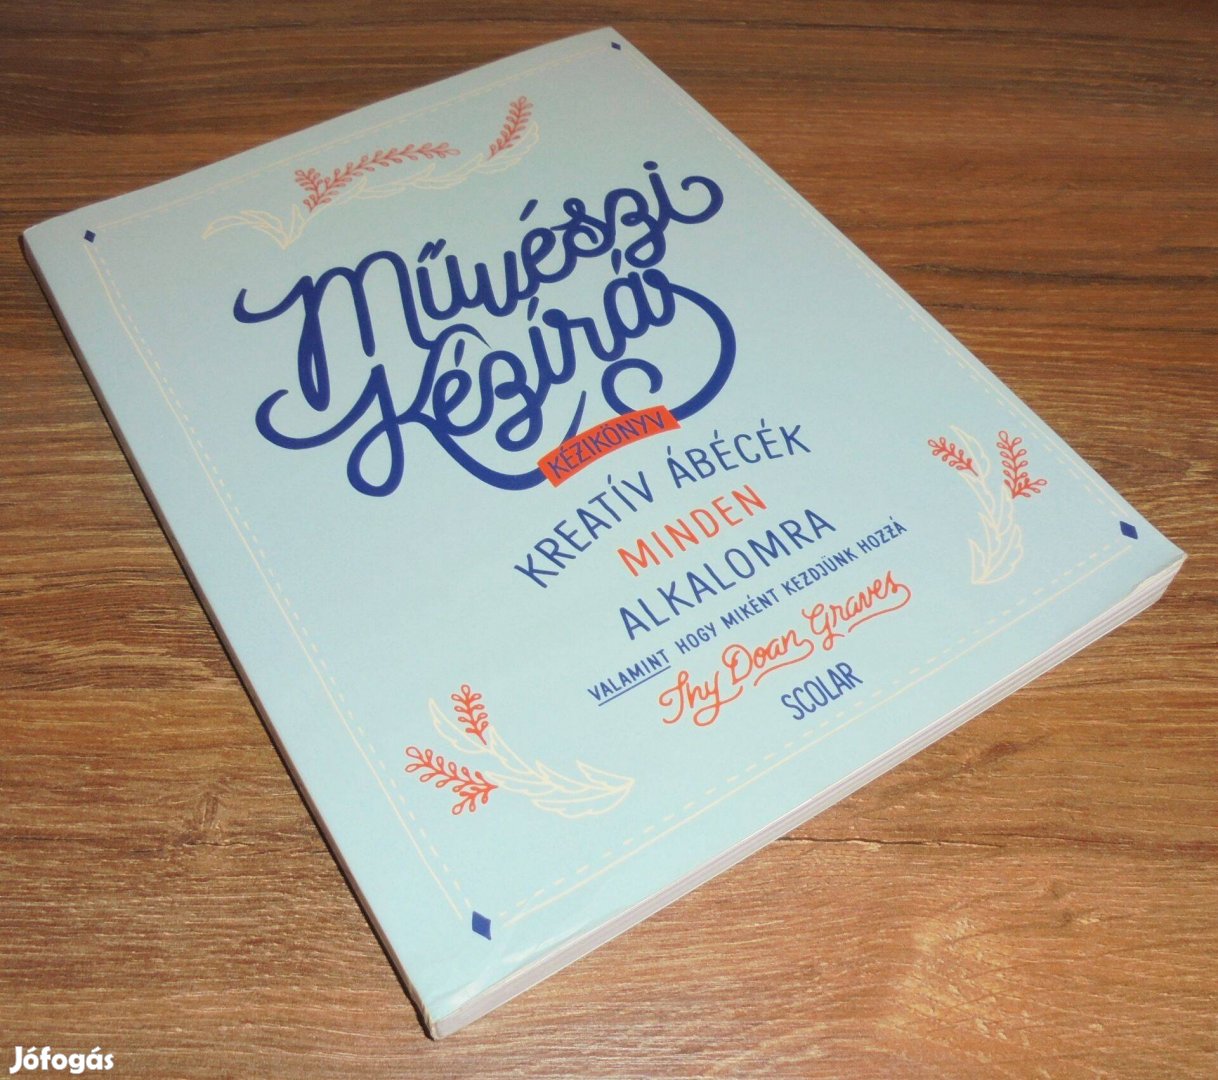 Művészi
Kézírás
KÉZIKÖNYV
KREATÍV ÁBÉCÉK
MINDEN
ALKALOMRA
VALAMINT HOGY MIKÉNT KEZDJÜNK HOZZÁ
Thy Doan Graves
SCOLAR
Jófogás